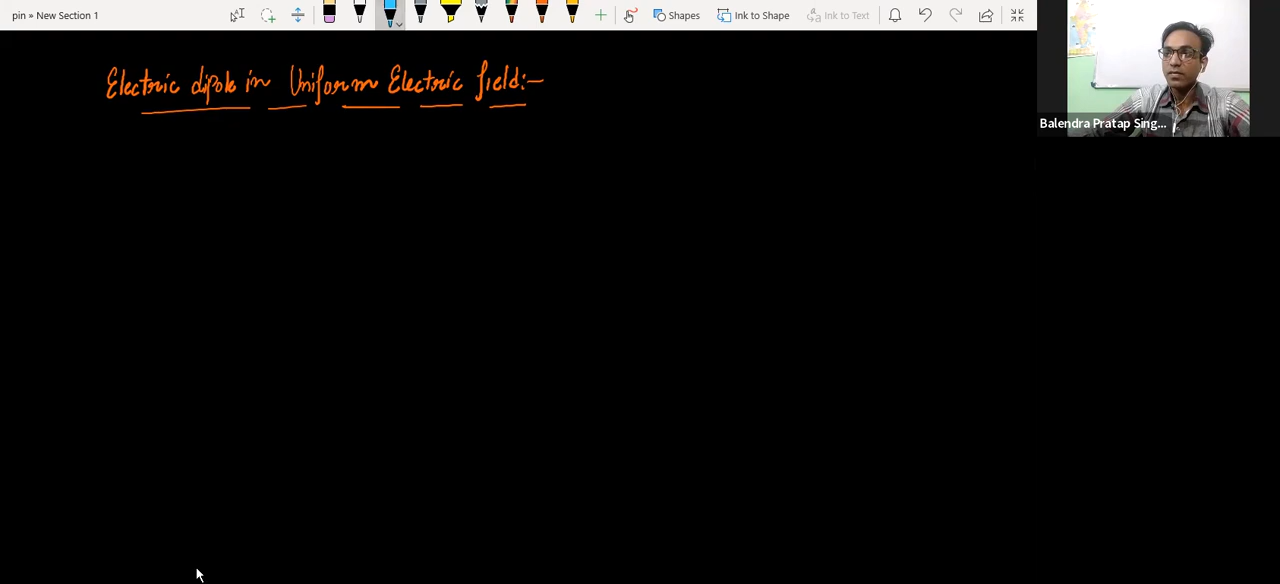 pin » New Section 1
Shapes
Ink to Shape
Ink to Text
Electric dipole in Uniform Electric field:-
Balendra Pratap Sing...